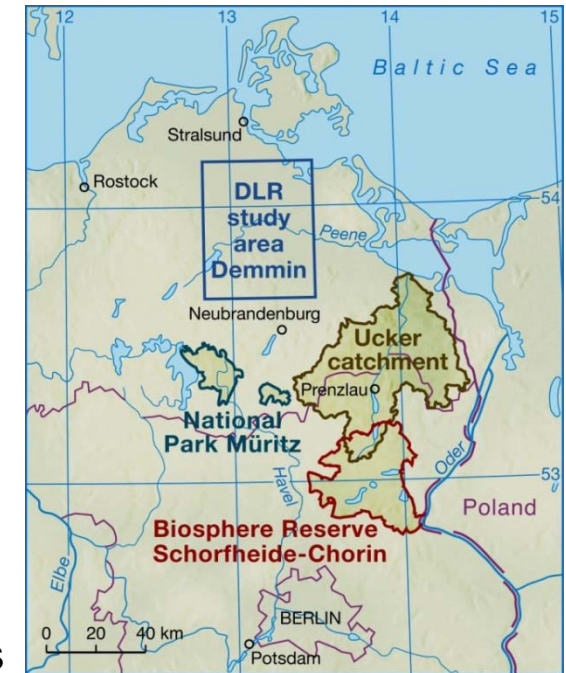 12
13
14
15
Baltic Sea
Stralsund
Rostock
DLR
study
area
Demmin
54
Peene
Neubrandenburg
Ucker
catchment
Prenzlau
National
Park Müritz
Havel
Oder
53
Poland
Biosphere Reserve
Schorfheide-Chorin
Elbe
BERLIN
0 20 40 km
Potsdam
s